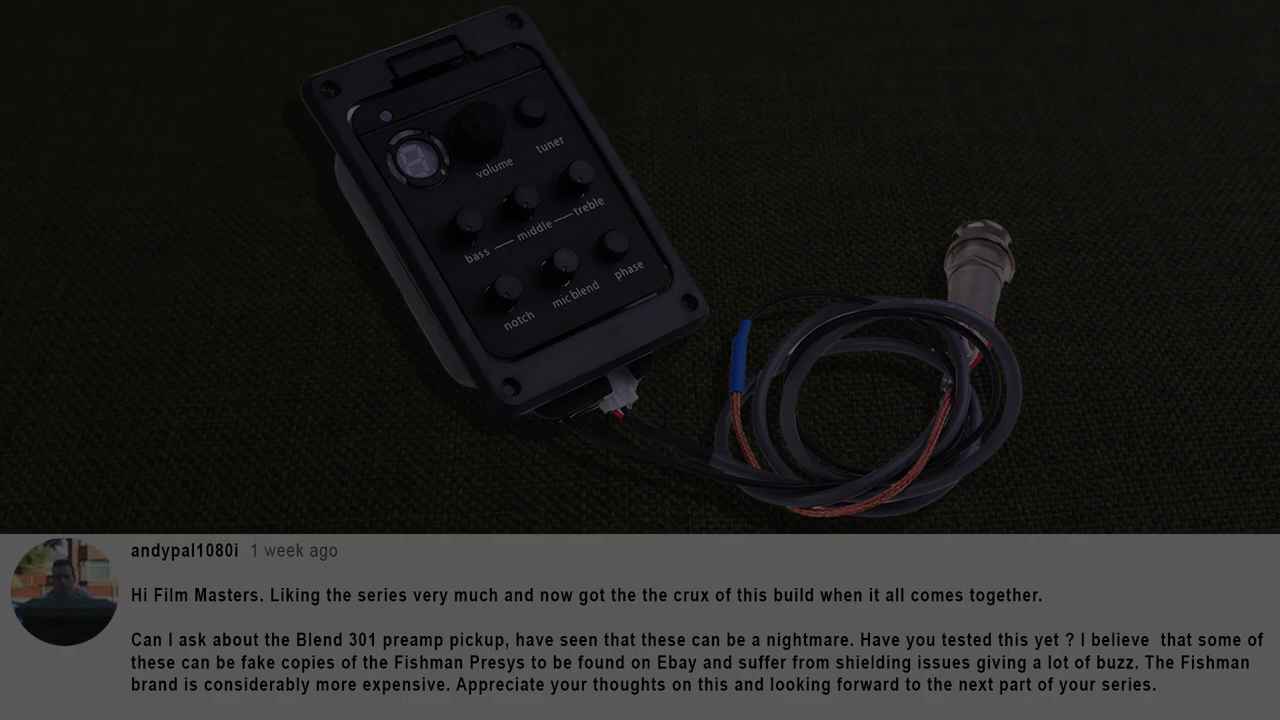 volume
tuner
bass — middle — treble
notch
mic blend
phase
andypal1080i 1 week ago
Hi Film Masters. Liking the series very much and now got the the crux of this build when it all comes together.
Can I ask about the Blend 301 preamp pickup, have seen that these can be a nightmare. Have you tested this yet ? I believe  that some of
these can be fake copies of the Fishman Presys to be found on Ebay and suffer from shielding issues giving a lot of buzz. The Fishman
brand is considerably more expensive. Appreciate your thoughts on this and looking forward to the next part of your series.